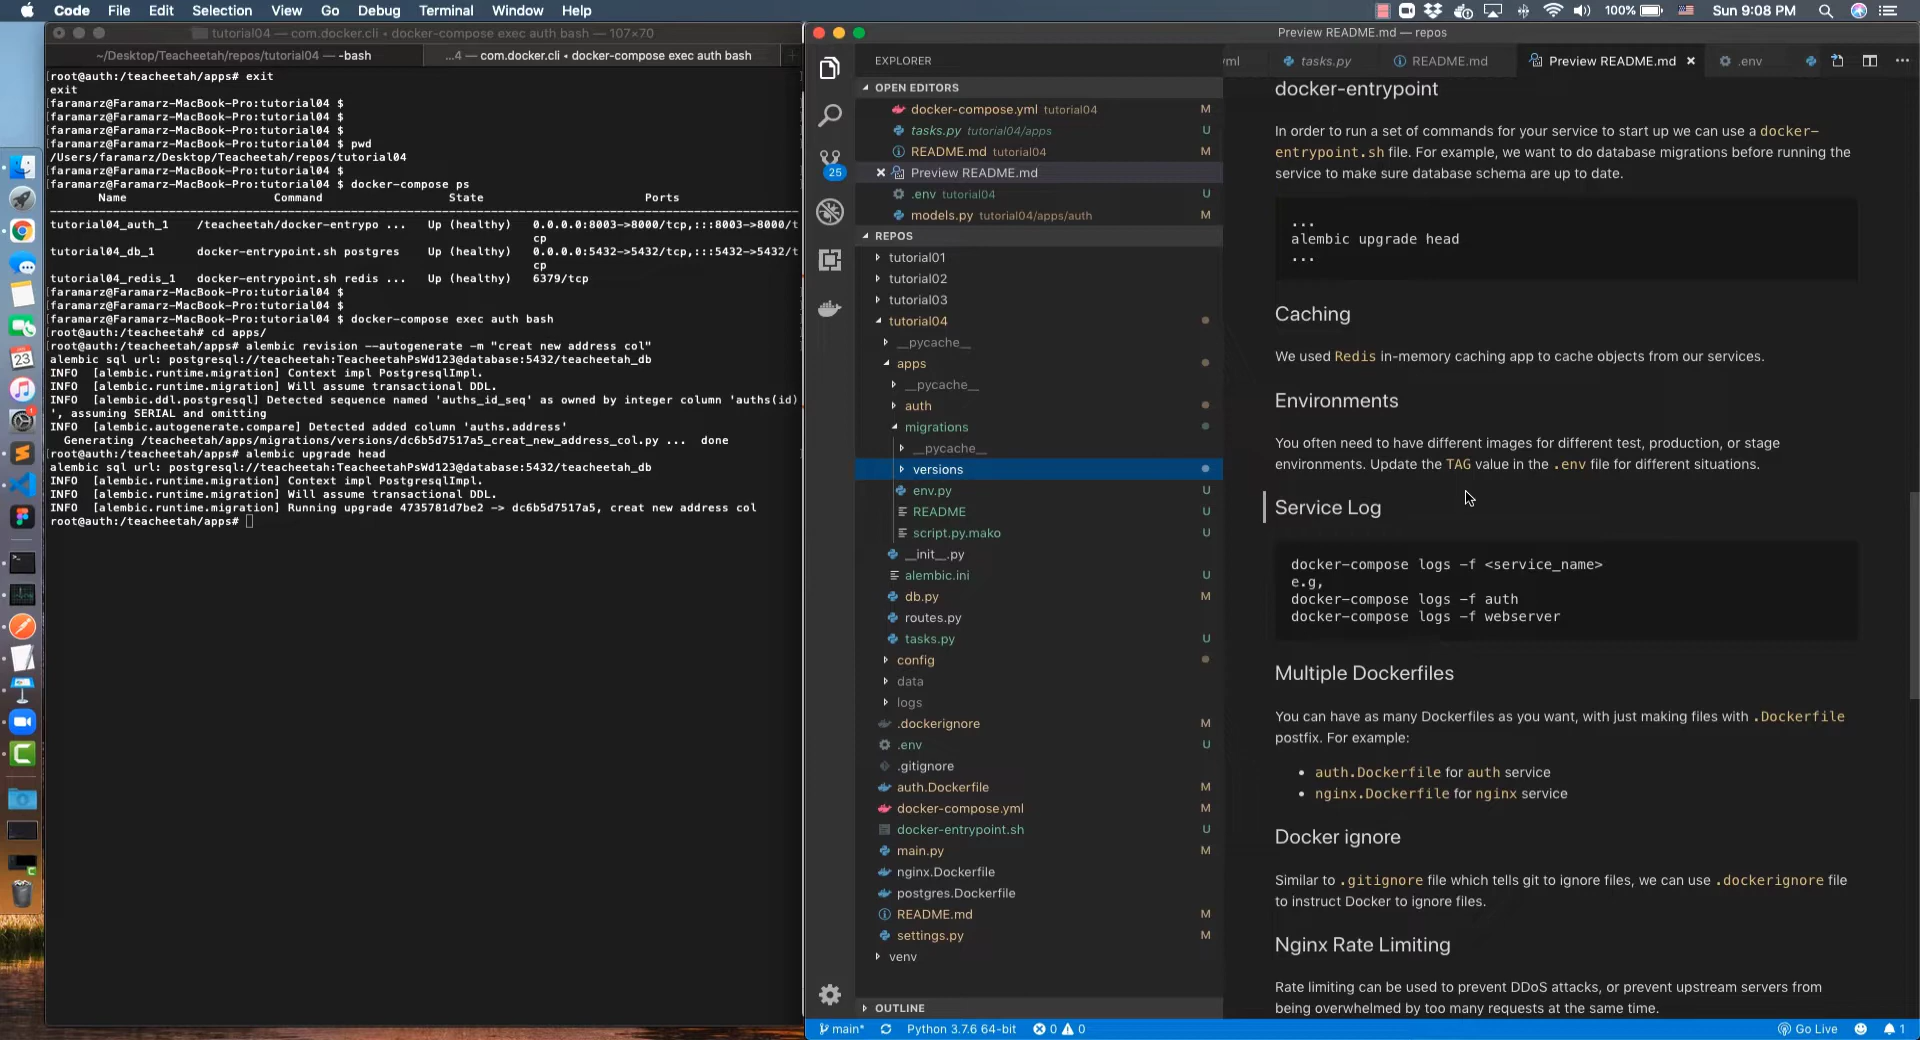 Code File Edit Selection View Go Debug Terminal Window Help
100% Sun 9:08 PM
tutorial04 — com.docker.cli • docker-compose exec auth bash — 107×70
~/Desktop/Teacheetah/repos/tutorial04 — -bash
...4 — com.docker.cli • docker-compose exec auth bash
[root@auth:/teacheetah/apps# exit
exit
[faramarz@Faramarz-MacBook-Pro:tutorial04 $
[faramarz@Faramarz-MacBook-Pro:tutorial04 $
[faramarz@Faramarz-MacBook-Pro:tutorial04 $
[faramarz@Faramarz-MacBook-Pro:tutorial04 $ pwd
/Users/faramarz/Desktop/Teacheetah/repos/tutorial04
[faramarz@Faramarz-MacBook-Pro:tutorial04 $
[faramarz@Faramarz-MacBook-Pro:tutorial04 $ docker-compose ps
Name Command State Ports
tutorial04_auth_1 /teacheetah/docker-entrypo ... Up (healthy) 0.0.0.0:8003->8000/tcp,:::8003->8000/t
cp
tutorial04_db_1 docker-entrypoint.sh postgres Up (healthy) 0.0.0.0:5432->5432/tcp,:::5432->5432/t
cp
tutorial04_redis_1 docker-entrypoint.sh redis ... Up (healthy) 6379/tcp
[faramarz@Faramarz-MacBook-Pro:tutorial04 $
[faramarz@Faramarz-MacBook-Pro:tutorial04 $
[faramarz@Faramarz-MacBook-Pro:tutorial04 $ docker-compose exec auth bash
[root@auth:/teacheetah# cd apps/
[root@auth:/teacheetah/apps# alembic revision --autogenerate -m "creat new address col"
alembic sql url: postgresql://teacheetah:TeacheetahPsWd123@database:5432/teacheetah_db
INFO [alembic.runtime.migration] Context impl PostgresqlImpl.
INFO [alembic.runtime.migration] Will assume transactional DDL.
INFO [alembic.ddl.postgresql] Detected sequence named 'auths_id_seq' as owned by integer column 'auths(id)
', assuming SERIAL and omitting
INFO [alembic.autogenerate.compare] Detected added column 'auths.address'
Generating /teacheetah/apps/migrations/versions/dc6b5d7517a5_creat_new_address_col.py ... done
[root@auth:/teacheetah/apps# alembic upgrade head
alembic sql url: postgresql://teacheetah:TeacheetahPsWd123@database:5432/teacheetah_db
INFO [alembic.runtime.migration] Context impl PostgresqlImpl.
INFO [alembic.runtime.migration] Will assume transactional DDL.
INFO [alembic.runtime.migration] Running upgrade 4735781d7be2 -> dc6b5d7517a5, creat new address col
root@auth:/teacheetah/apps#
Preview README.md — repos
EXPLORER
yml tasks.py README.md Preview README.md × .env ...
OPEN EDITORS
docker-compose.yml tutorial04 M
tasks.py tutorial04/apps U
README.md tutorial04 M
× Preview README.md
.env tutorial04 U
models.py tutorial04/apps/auth M
25
REPOS
tutorial01
tutorial02
tutorial03
tutorial04
__pycache__
apps
__pycache__
auth
migrations
__pycache__
versions
env.py U
README U
script.py.mako U
__init__.py
alembic.ini U
db.py M
routes.py
tasks.py U
config
data
logs
.dockerignore M
.env U
.gitignore
auth.Dockerfile M
docker-compose.yml M
docker-entrypoint.sh U
main.py M
nginx.Dockerfile
postgres.Dockerfile
README.md M
settings.py M
venv
OUTLINE
docker-entrypoint
In order to run a set of commands for your service to start up we can use a docker-
entrypoint.sh file. For example, we want to do database migrations before running the
service to make sure database schema are up to date.
...
alembic upgrade head
...
Caching
We used Redis in-memory caching app to cache objects from our services.
Environments
You often need to have different images for different test, production, or stage
environments. Update the TAG value in the .env file for different situations.
Service Log
docker-compose logs -f <service_name>
e.g,
docker-compose logs -f auth
docker-compose logs -f webserver
Multiple Dockerfiles
You can have as many Dockerfiles as you want, with just making files with .Dockerfile
postfix. For example:
• auth.Dockerfile for auth service
• nginx.Dockerfile for nginx service
Docker ignore
Similar to .gitignore file which tells git to ignore files, we can use .dockerignore file
to instruct Docker to ignore files.
Nginx Rate Limiting
Rate limiting can be used to prevent DDoS attacks, or prevent upstream servers from
being overwhelmed by too many requests at the same time.
main* Python 3.7.6 64-bit 0 0 Go Live 1